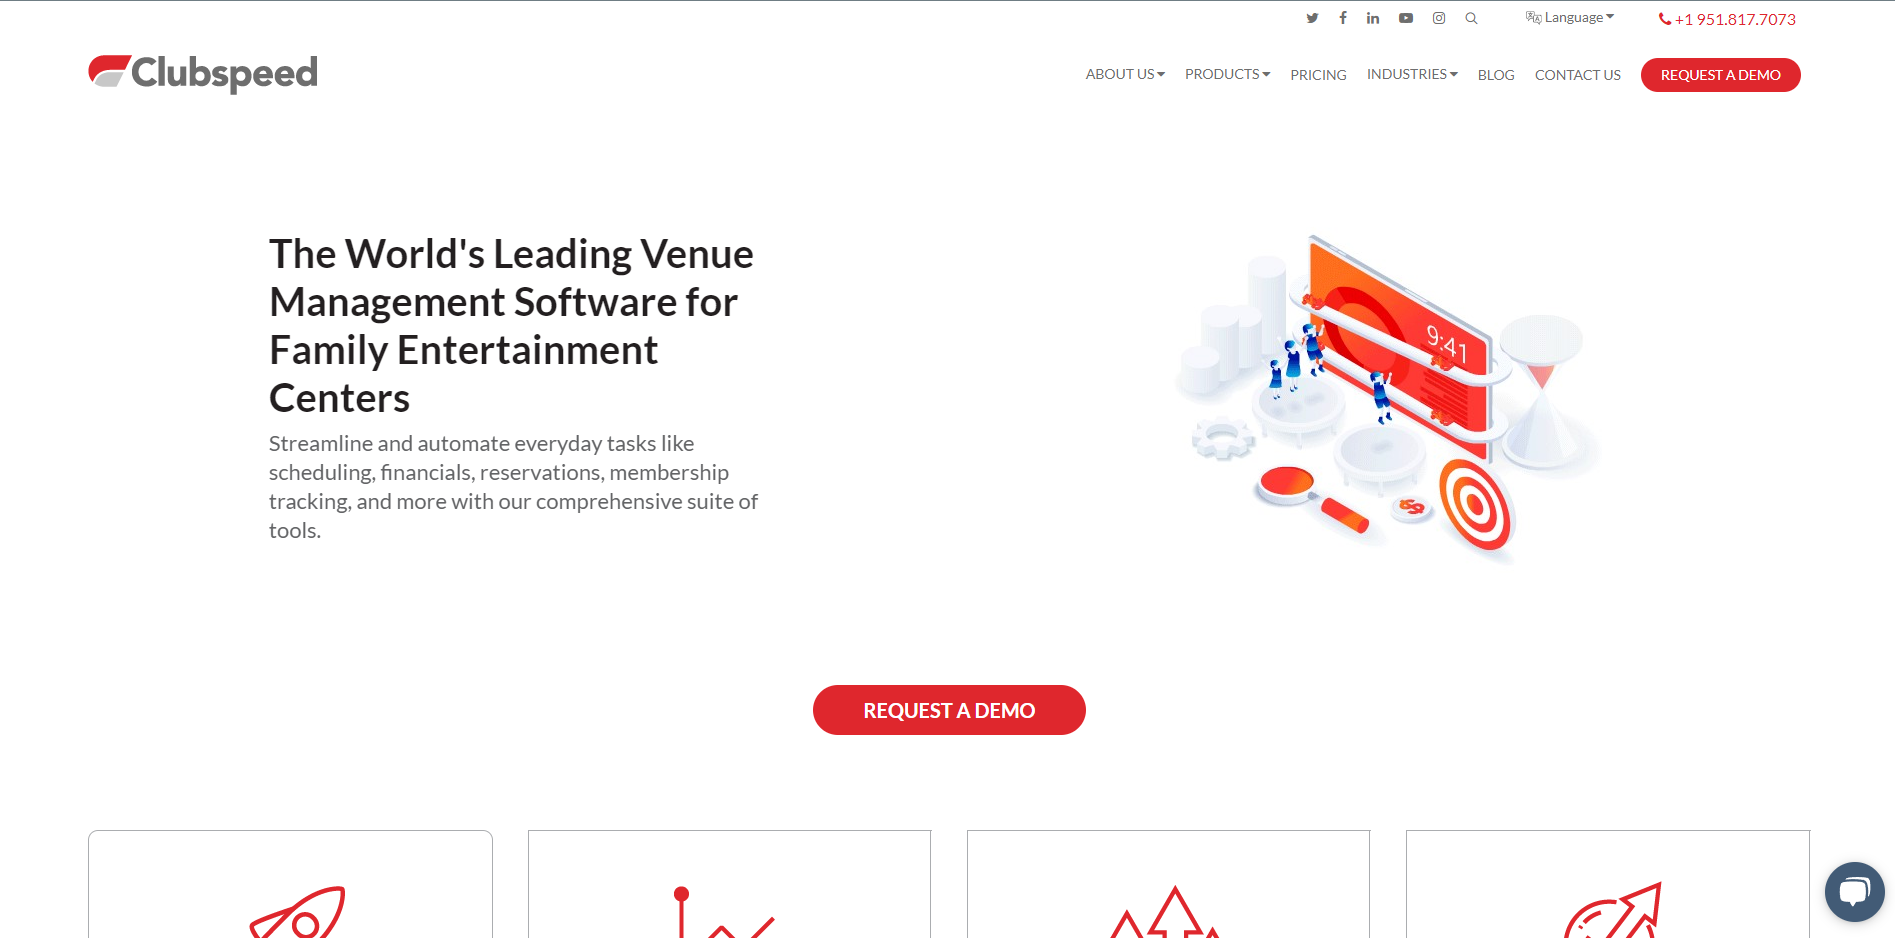 Language
+1 951.817.7073
Clubspeed
ABOUT US PRODUCTS PRICING INDUSTRIES BLOG CONTACT US REQUEST A DEMO
The World's Leading Venue
Management Software for
Family Entertainment
Centers
Streamline and automate everyday tasks like
scheduling, financials, reservations, membership
tracking, and more with our comprehensive suite of
tools.
9:41
REQUEST A DEMO